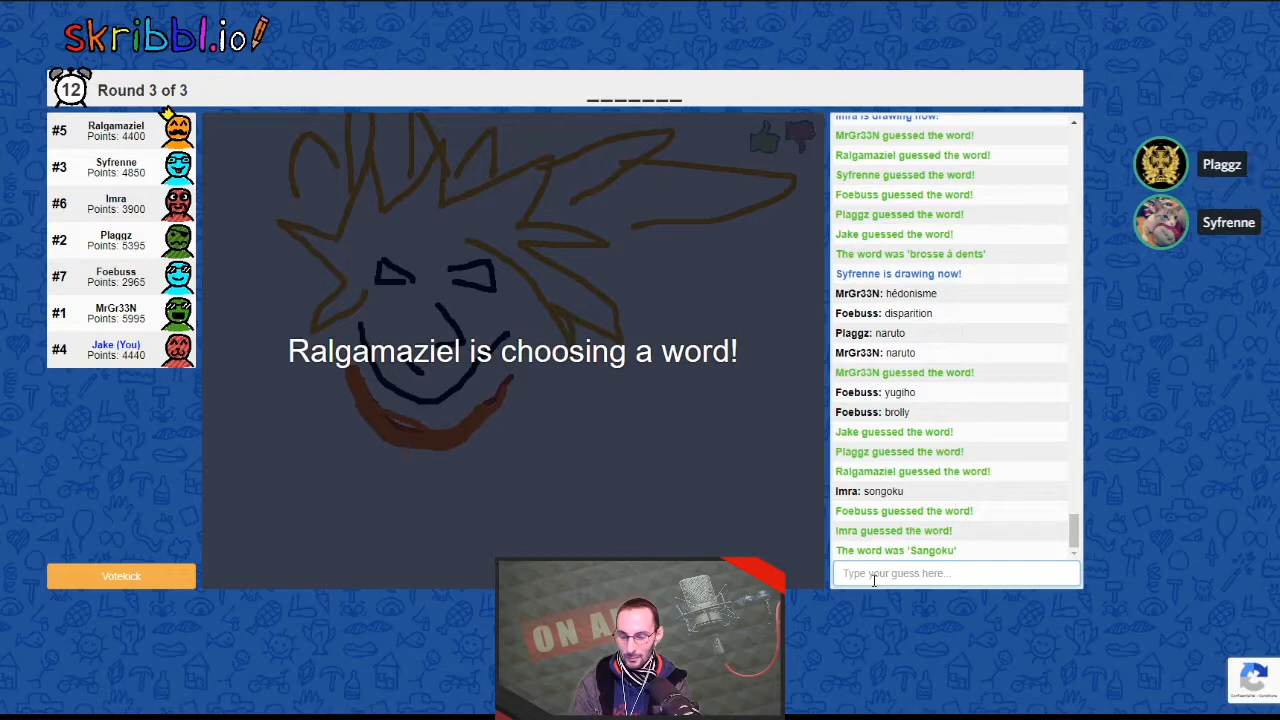 skribbl.io!
12
Round 3 of 3
_______
#5 Ralgamaziel
Points: 4400
#3 Syfrenne
Points: 4850
#6 Imra
Points: 3900
#2 Plaggz
Points: 5395
#7 Foebuss
Points: 2965
#1 MrGr33N
Points: 5995
#4 Jake (You)
Points: 4440
Votekick
Ralgamaziel is choosing a word!
Imra is drawing now!
MrGr33N guessed the word!
Ralgamaziel guessed the word!
Syfrenne guessed the word!
Foebuss guessed the word!
Plaggz guessed the word!
Jake guessed the word!
The word was 'brosse à dents'
Syfrenne is drawing now!
MrGr33N: hédonisme
Foebuss: disparition
Plaggz: naruto
MrGr33N: naruto
MrGr33N guessed the word!
Foebuss: yugiho
Foebuss: brolly
Jake guessed the word!
Plaggz guessed the word!
Ralgamaziel guessed the word!
Imra: songoku
Foebuss guessed the word!
Imra guessed the word!
The word was 'Sangoku'
Type your guess here...
Plaggz
Syfrenne
ON A